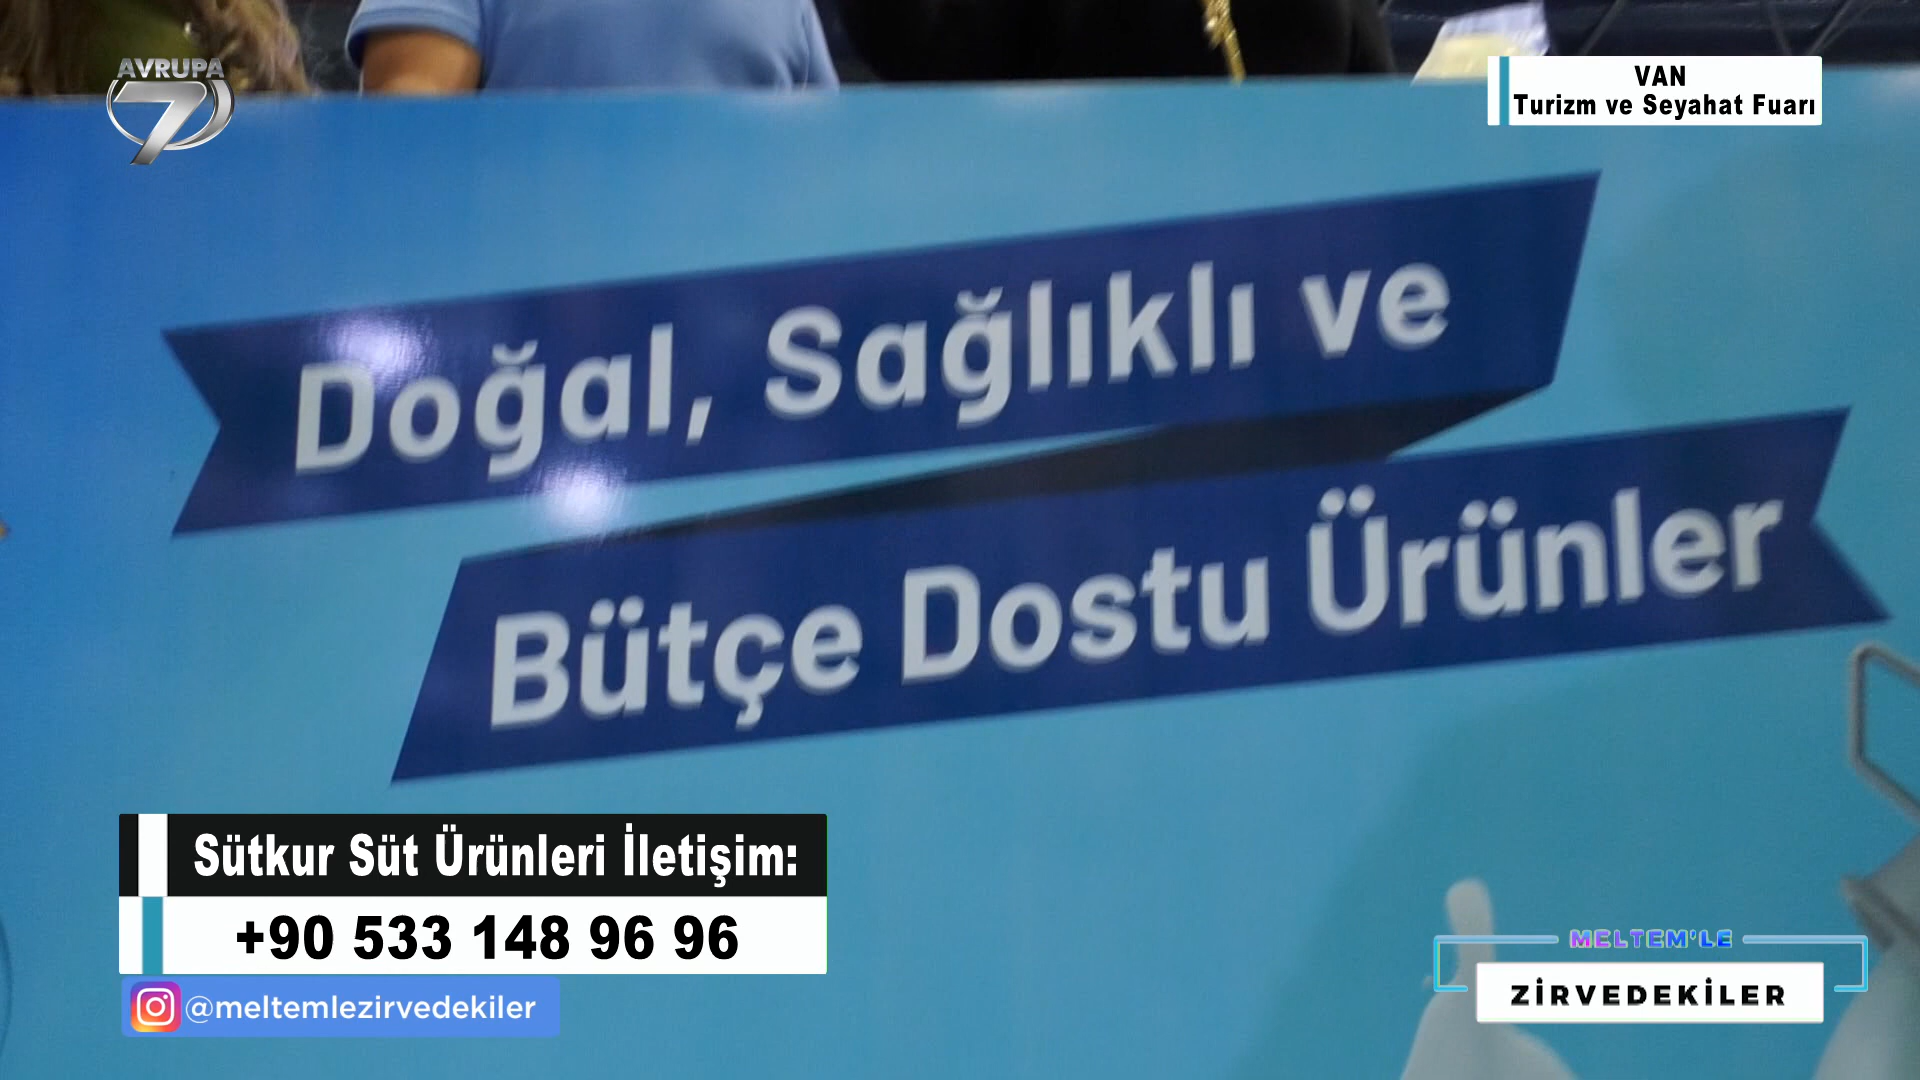 AVRUPA
7
VAN
Turizm ve Seyahat Fuarı
Doğal, Sağlıklı ve
Bütçe Dostu Ürünler
Sütkur Süt Ürünleri İletişim:
+90 533 148 96 96
@meltemlezirvedekiler
MELTEM'LE
ZİRVEDEKİLER